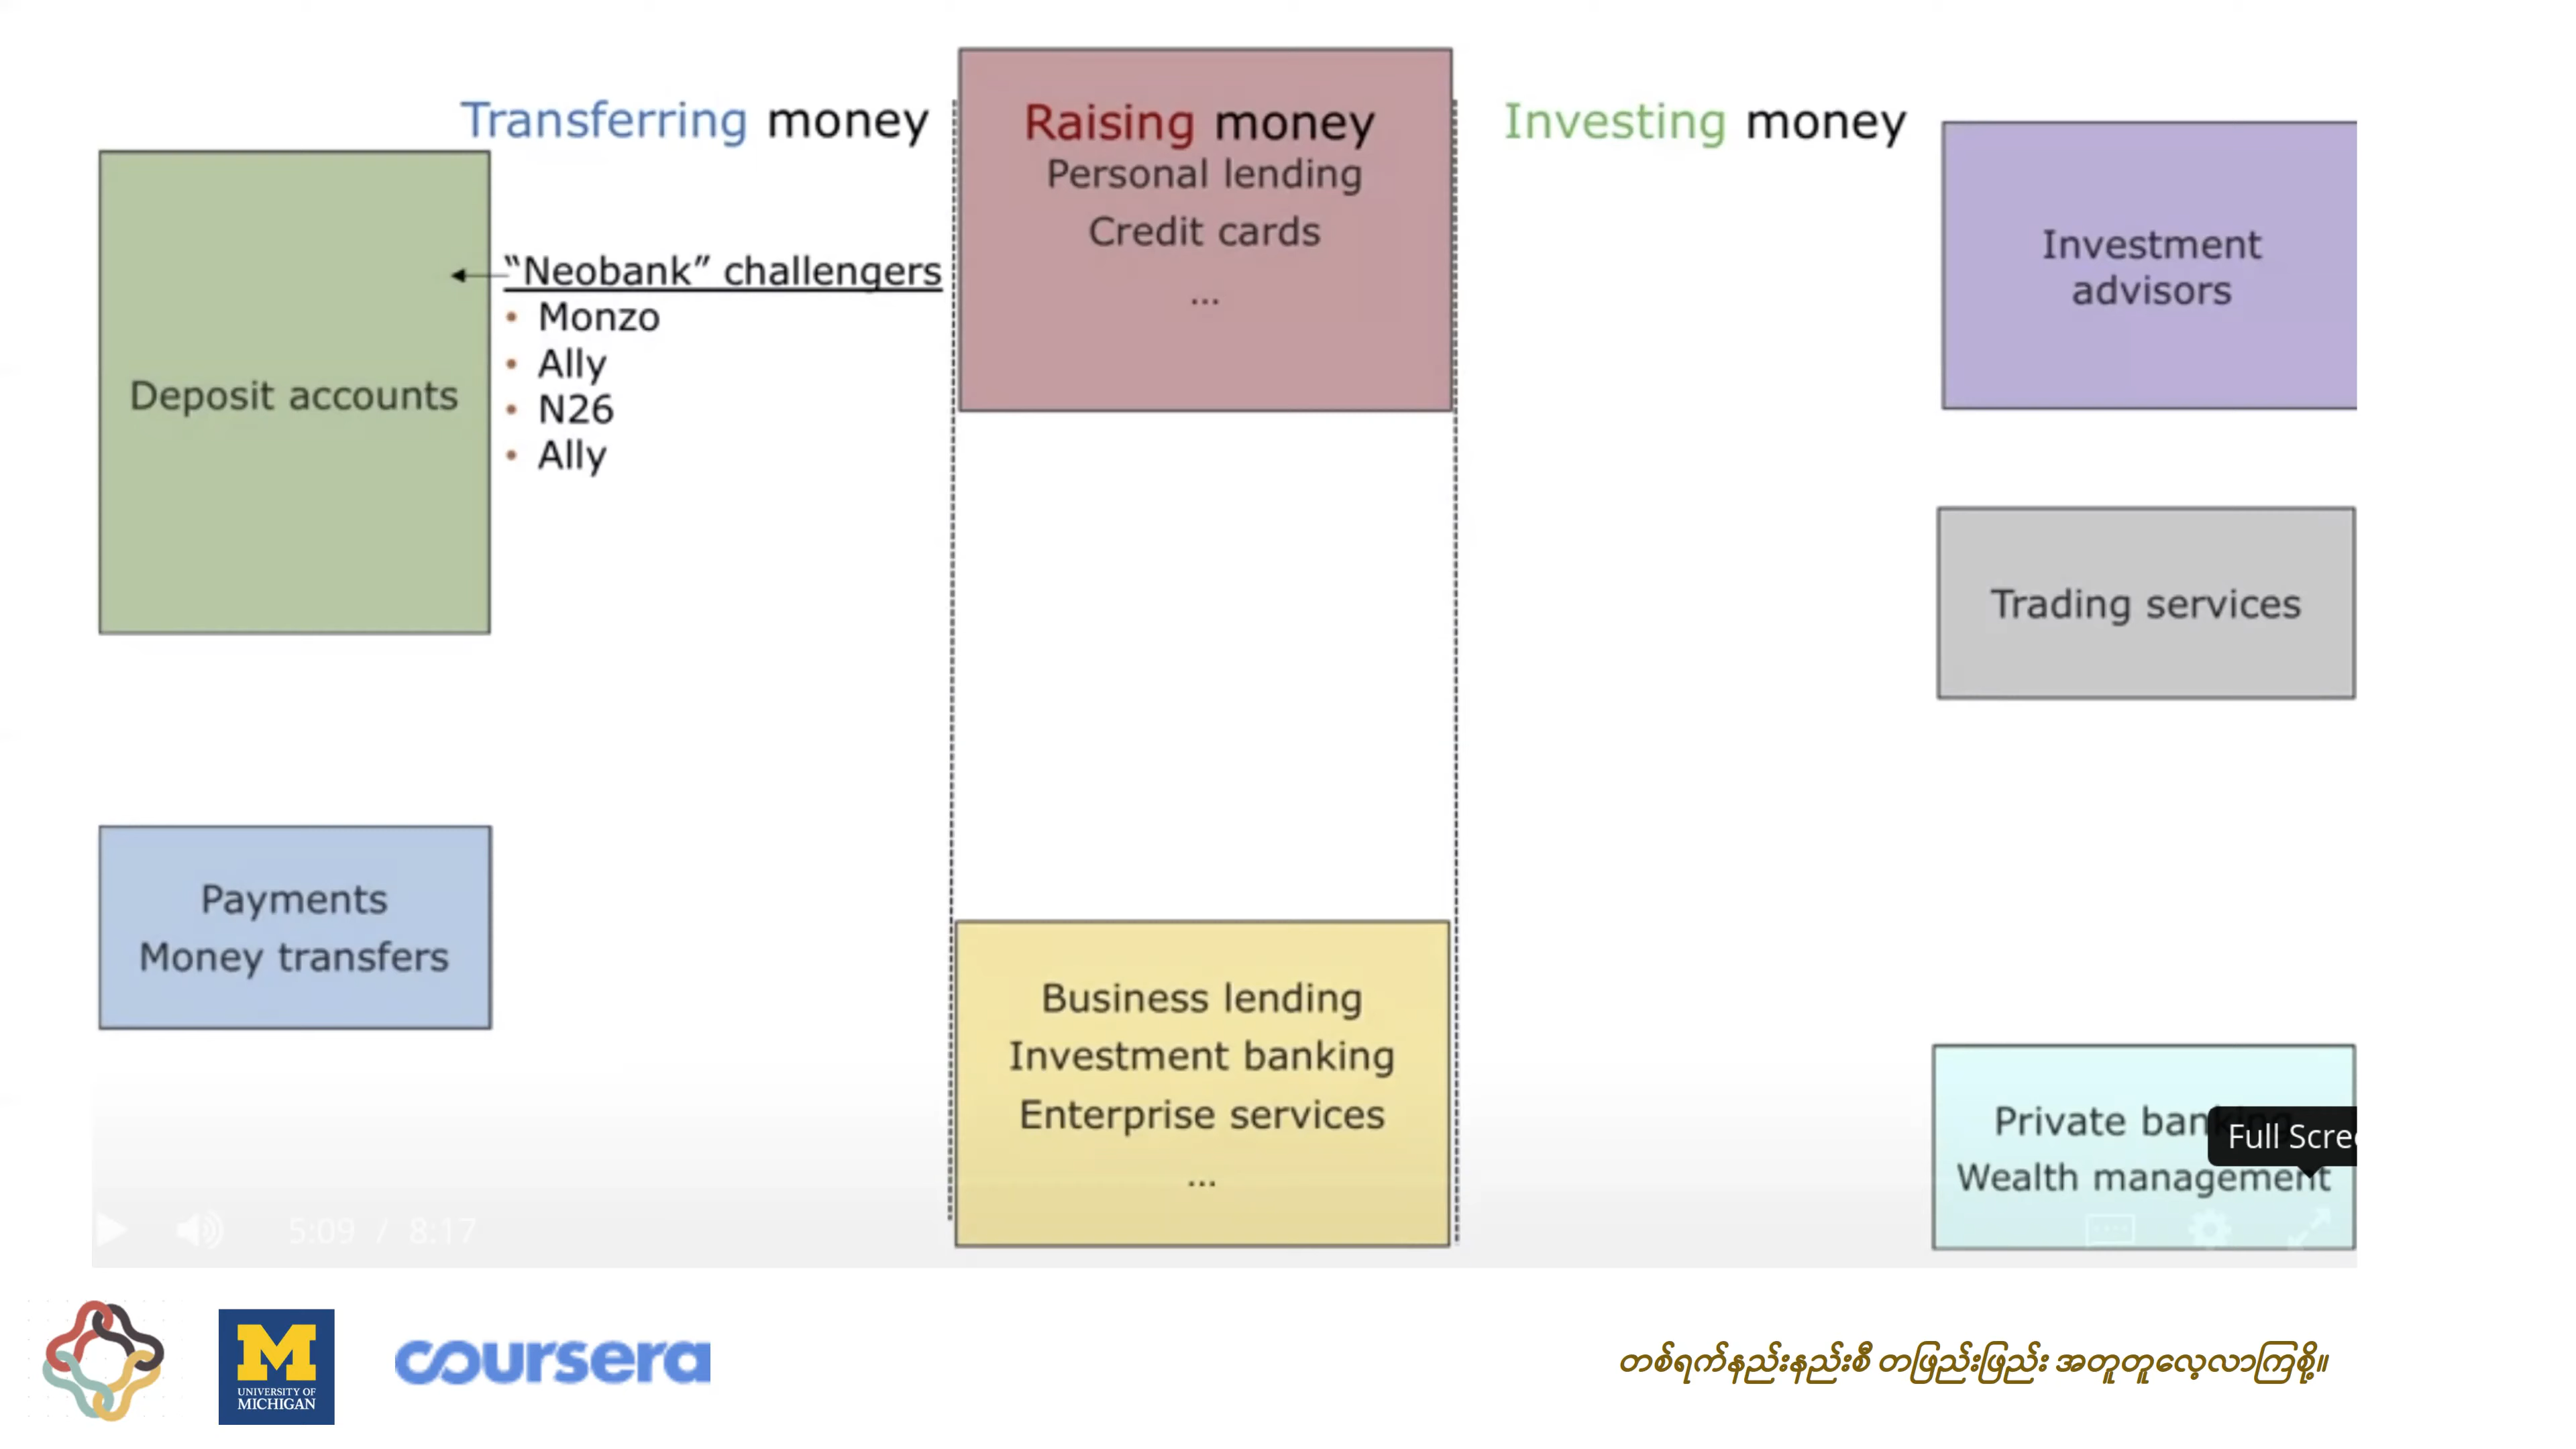 Transferring money
Raising money
Investing money
Personal lending
Credit cards
...
Deposit accounts
“Neobank” challengers
• Monzo
• Ally
• N26
• Ally
Investment
advisors
Trading services
Payments
Money transfers
Business lending
Investment banking
Enterprise services
...
Private banking
Wealth management
Full Scre
5:09 / 8:17
M
UNIVERSITY OF
MICHIGAN
coursera
တစ်ရက်နည်းနည်းစီ တဖြည်းဖြည်း အတူတူလေ့လာကြစို့။